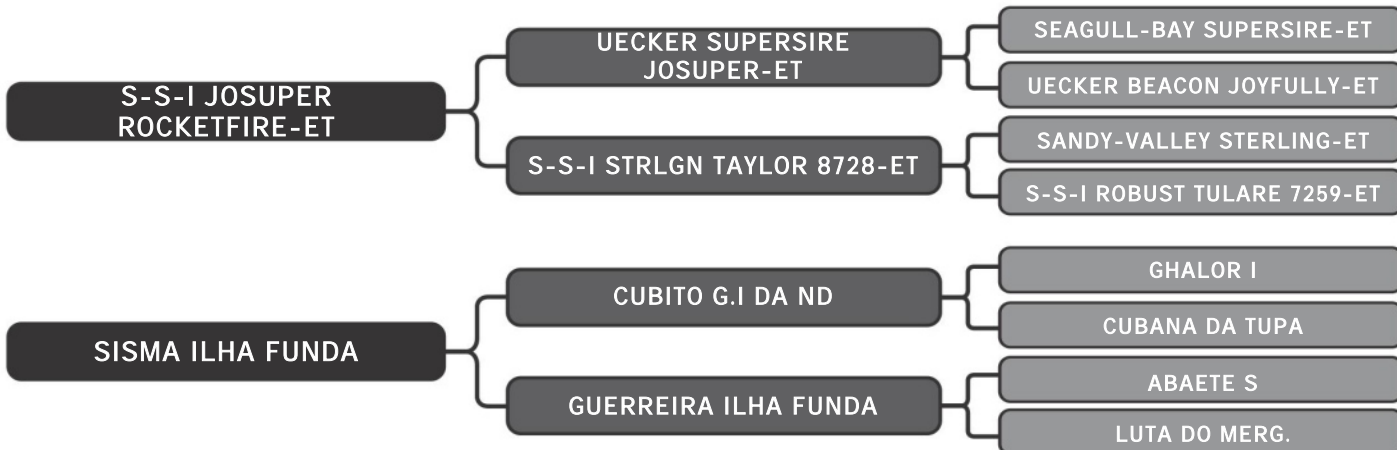 S-S-I JOSUPER
ROCKETFIRE-ET
UECKER SUPERSIRE
JOSUPER-ET
SEAGULL-BAY SUPERSIRE-ET
UECKER BEACON JOYFULLY-ET
S-S-I STRLGN TAYLOR 8728-ET
SANDY-VALLEY STERLING-ET
S-S-I ROBUST TULARE 7259-ET
SISMA ILHA FUNDA
CUBITO G.I DA ND
GHALOR I
CUBANA DA TUPA
GUERREIRA ILHA FUNDA
ABAETE S
LUTA DO MERG.